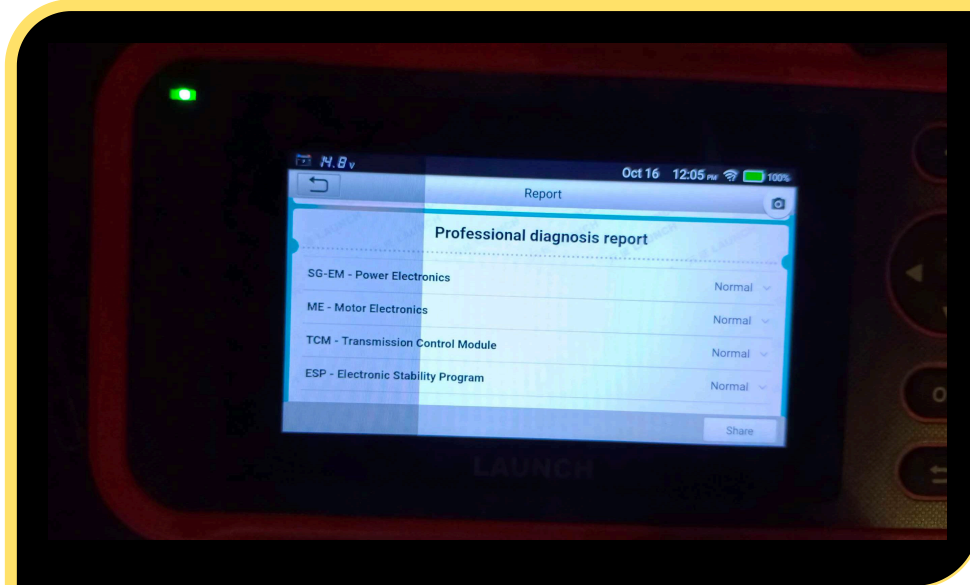 14.8 v
Oct 16 12:05 PM 100%
Report
Professional diagnosis report
SG-EM - Power Electronics Normal
ME - Motor Electronics Normal
TCM - Transmission Control Module Normal
ESP - Electronic Stability Program Normal
Share
LAUNCH